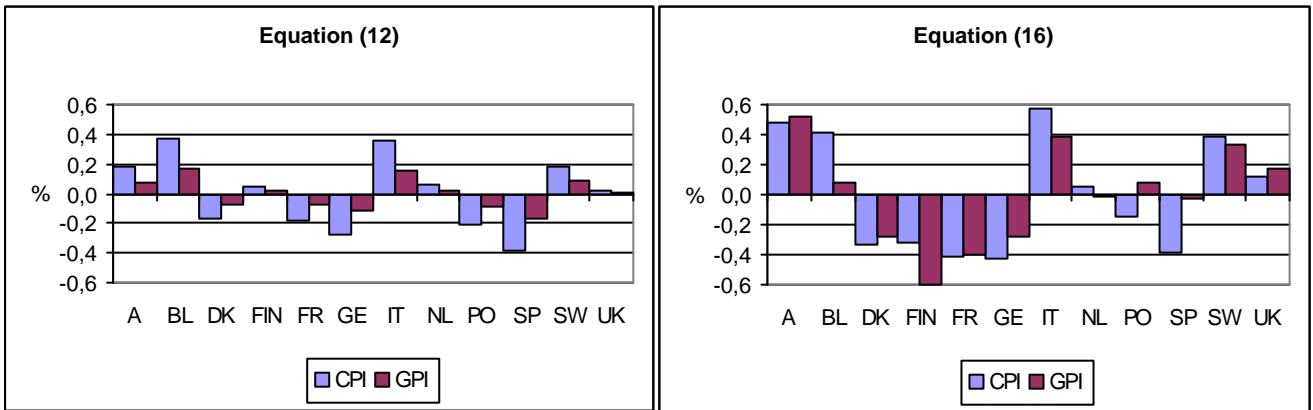 Equation (12)
0,6
0,4
0,2
0,0
-0,2
-0,4
-0,6
%
A BL DK FIN FR GE IT NL PO SP SW UK
CPI GPI
Equation (16)
0,6
0,4
0,2
0,0
-0,2
-0,4
-0,6
%
A BL DK FIN FR GE IT NL PO SP SW UK
CPI GPI